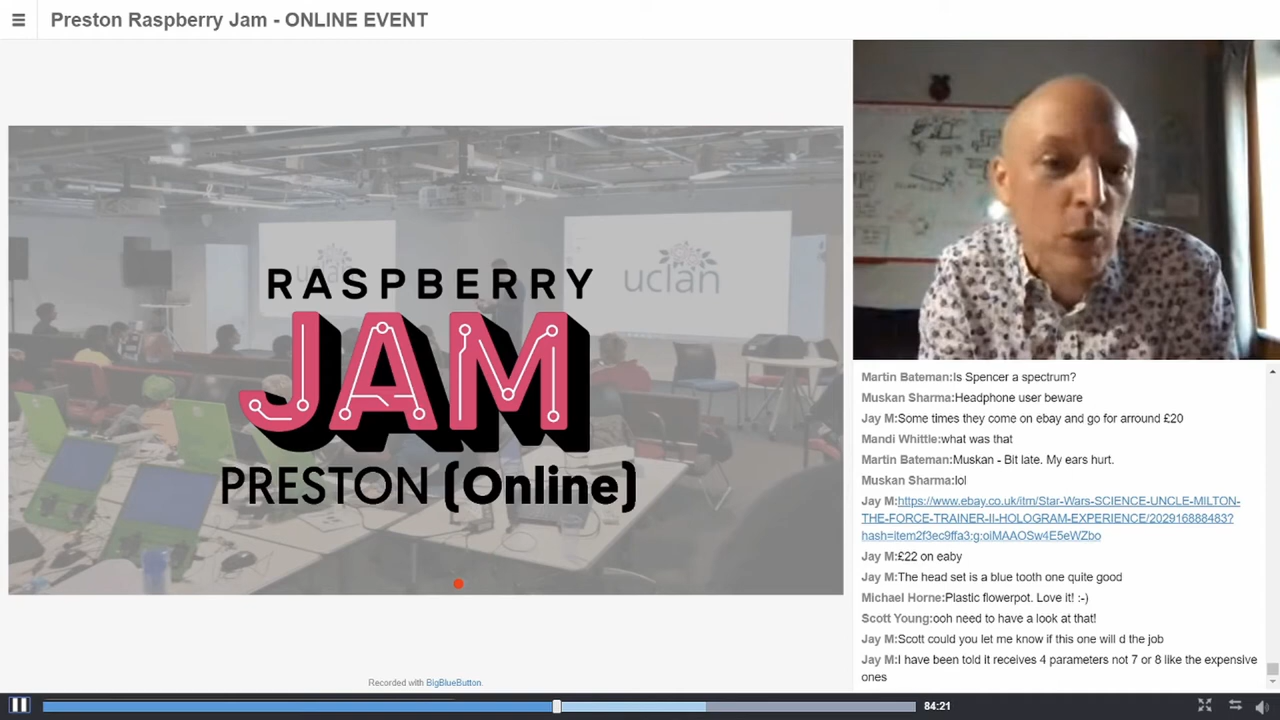 Preston Raspberry Jam - ONLINE EVENT
uclan
uclan
RASPBERRY
JAM
PRESTON (Online)
Recorded with BigBlueButton.
Martin Bateman:Is Spencer a spectrum?
Muskan Sharma:Headphone user beware
Jay M:Some times they come on ebay and go for arround £20
Mandi Whittle:what was that
Martin Bateman:Muskan - Bit late. My ears hurt.
Muskan Sharma:lol
Jay M:https://www.ebay.co.uk/itm/Star-Wars-SCIENCE-UNCLE-MILTON-
THE-FORCE-TRAINER-II-HOLOGRAM-EXPERIENCE/202916888483?
hash=item2f3ec9ffa3:g:oiMAAOSw4E5eWZbo
Jay M:£22 on eaby
Jay M:The head set is a blue tooth one quite good
Michael Horne:Plastic flowerpot. Love it! :-)
Scott Young:ooh need to have a look at that!
Jay M:Scott could you let me know if this one will d the job
Jay M:I have been told it receives 4 parameters not 7 or 8 like the expensive
ones
84:21